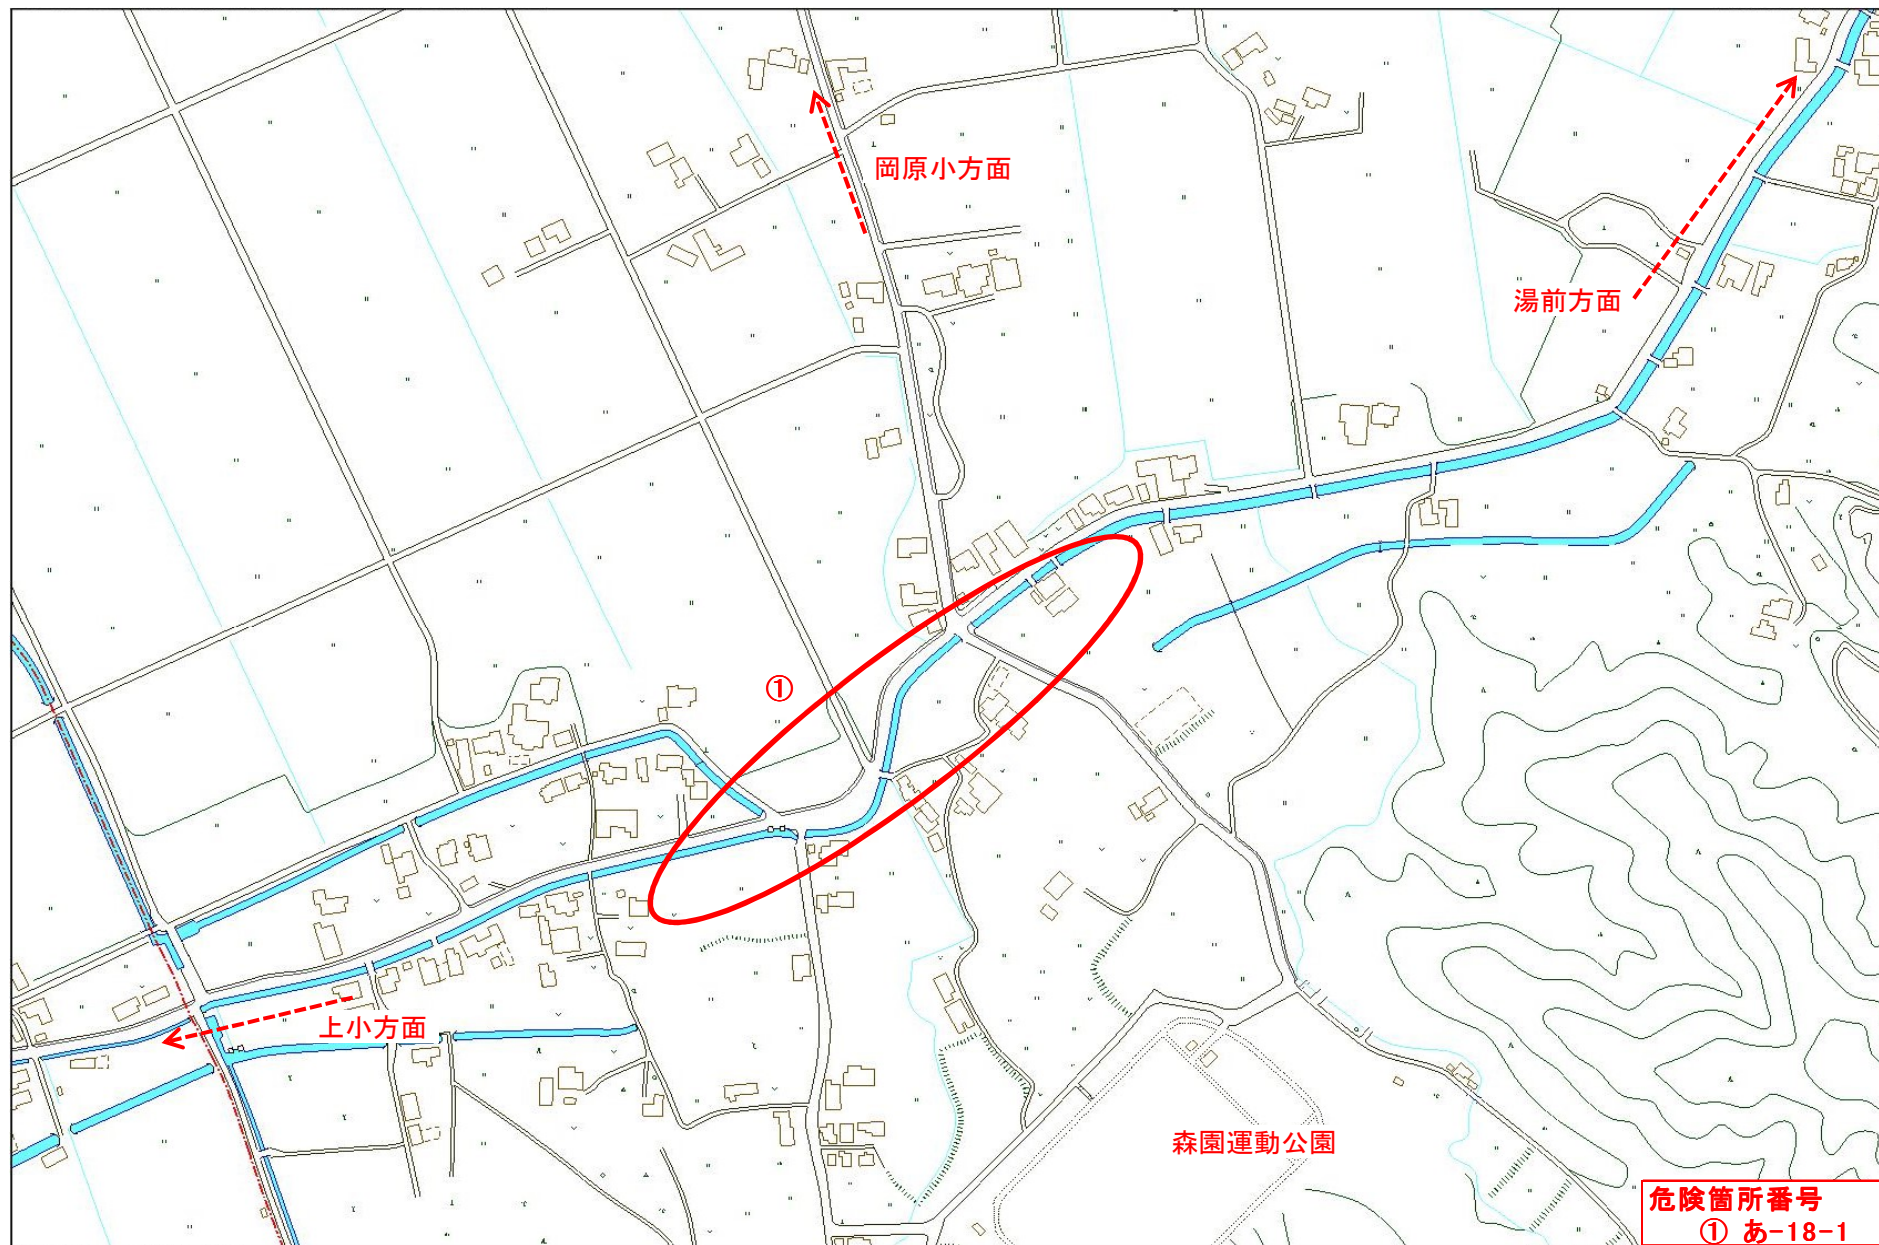 岡原小方面
湯前方面
①
上小方面
森園運動公園
危険箇所番号
① あ-18-1